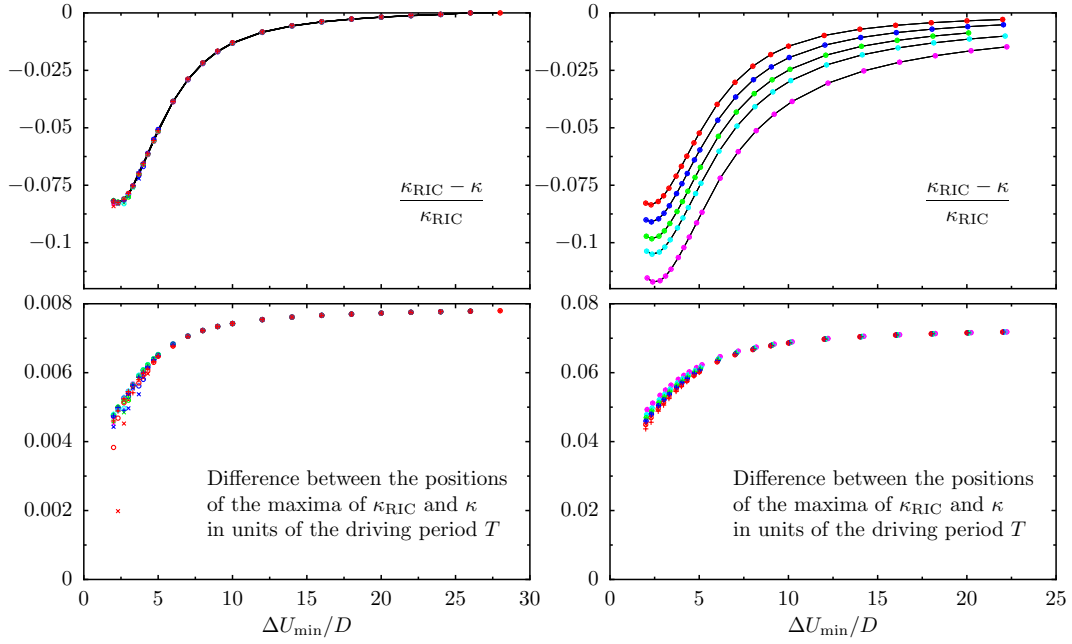 0
−0.025
−0.05
−0.075
−0.1
κRIC − κ
κRIC
0
−0.025
−0.05
−0.075
−0.1
κRIC − κ
κRIC
0.008
0.006
0.004
0.002
0
Difference between the positions
of the maxima of κRIC and κ
in units of the driving period T
0 5 10 15 20 25 30
ΔUmin/D
0.08
0.06
0.04
0.02
0
Difference between the positions
of the maxima of κRIC and κ
in units of the driving period T
0 5 10 15 20 25
ΔUmin/D